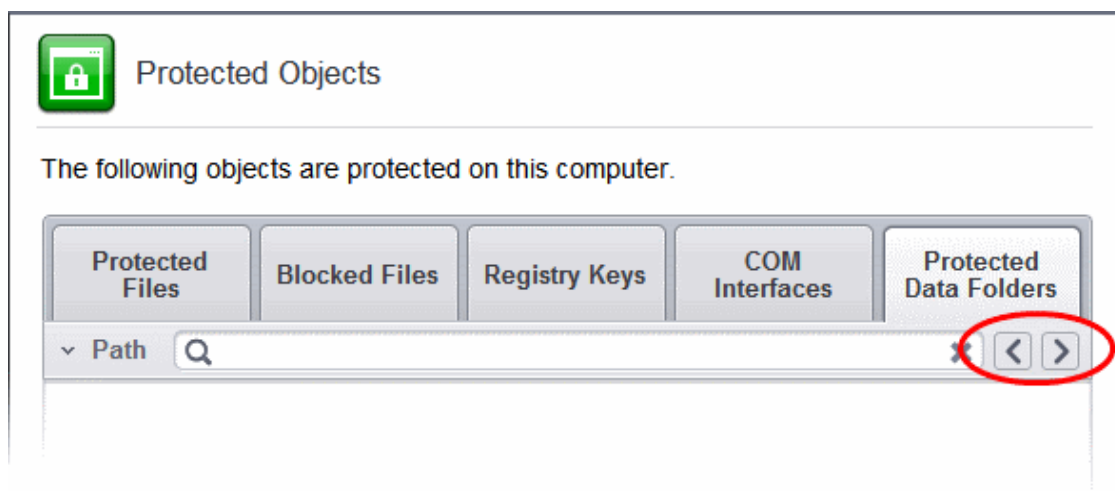 Protected Objects
The following objects are protected on this computer.
Protected
Files
Blocked Files
Registry Keys
COM
Interfaces
Protected
Data Folders
Path